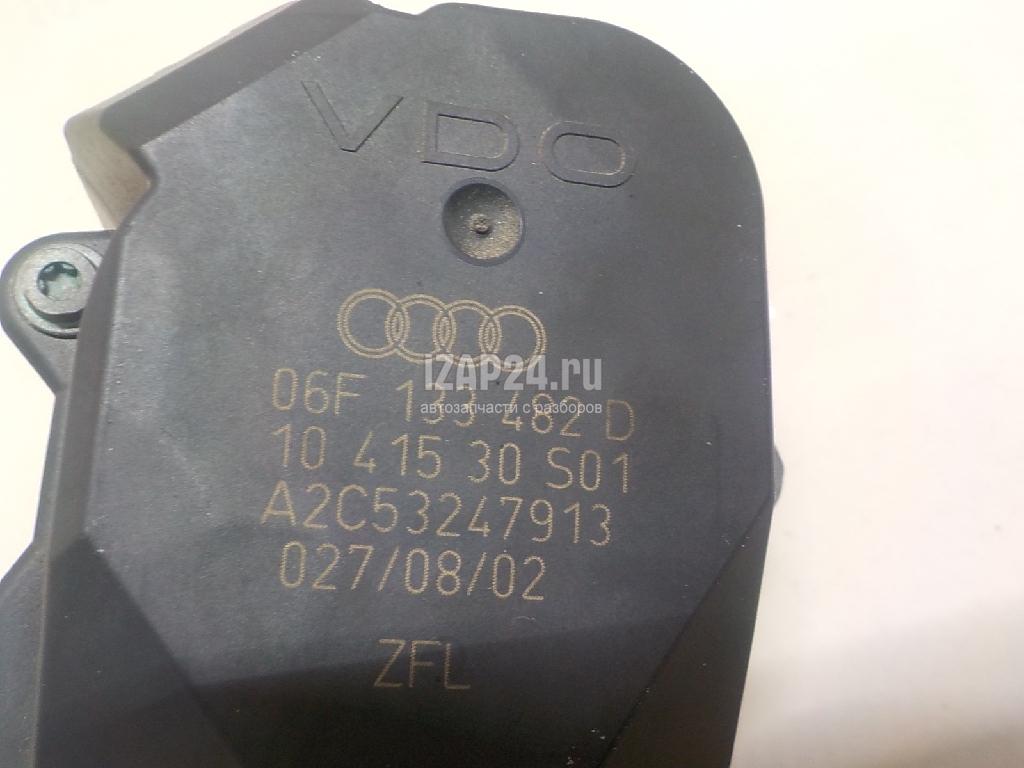 VDO
iZAP24.ru
06F 133 482 D
автозапчасти с разборов
10 415 30 S01
A2C53247913
027/08/02
ZFL